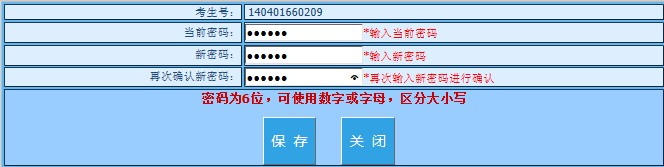 考生号： 140401660209
当前密码： ●●●●●● *输入当前密码
新密码： ●●●●●● *输入新密码
再次确认新密码： ●●●●●● *再次输入新密码进行确认
密码为6位，可使用数字或字母，区分大小写
保 存 关 闭